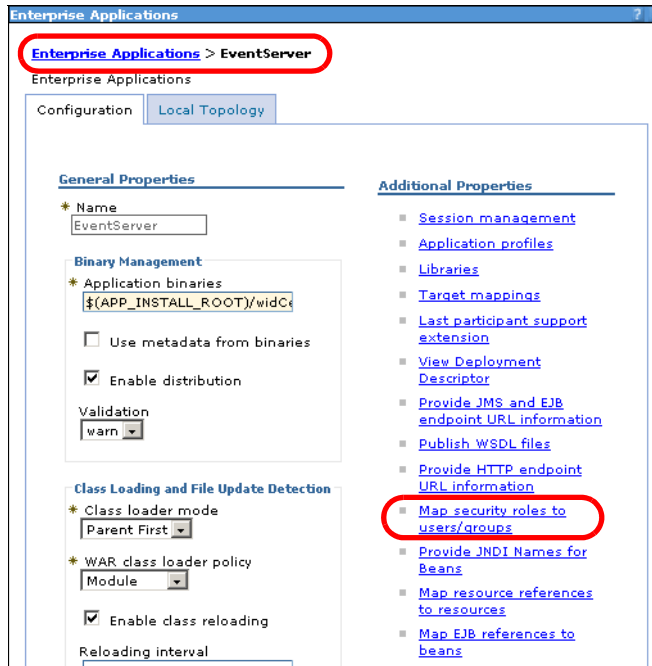 Enterprise Applications ?
Enterprise Applications > EventServer
Enterprise Applications
Configuration Local Topology
General Properties
* Name
EventServer
Binary Management
* Application binaries
$(APP_INSTALL_ROOT)/widCe
Use metadata from binaries
Enable distribution
Validation
warn
Class Loading and File Update Detection
* Class loader mode
Parent First
* WAR class loader policy
Module
Enable class reloading
Reloading interval
Additional Properties
Session management
Application profiles
Libraries
Target mappings
Last participant support
extension
View Deployment
Descriptor
Provide JMS and EJB
endpoint URL information
Publish WSDL files
Provide HTTP endpoint
URL information
Map security roles to
users/groups
Provide JNDI Names for
Beans
Map resource references
to resources
Map EJB references to
beans